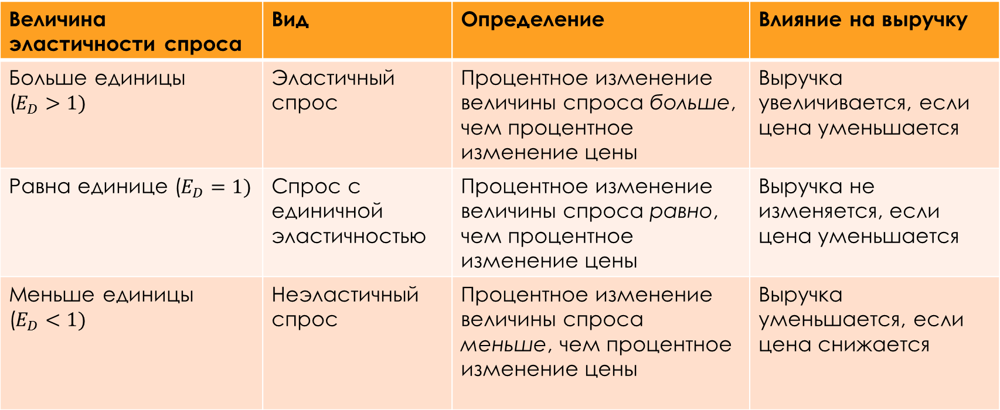 Величина
эластичности спроса
Вид
Определение
Влияние на выручку
Больше единицы
(E_D > 1)
Эластичный
спрос
Процентное изменение
величины спроса больше,
чем процентное
изменение цены
Выручка
увеличивается, если
цена уменьшается
Равна единице (E_D = 1)
Спрос с
единичной
эластичностью
Процентное изменение
величины спроса равно,
чем процентное
изменение цены
Выручка не
изменяется, если
цена уменьшается
Меньше единицы
(E_D < 1)
Неэластичный
спрос
Процентное изменение
величины спроса
меньше, чем процентное
изменение цены
Выручка
уменьшается, если
цена снижается